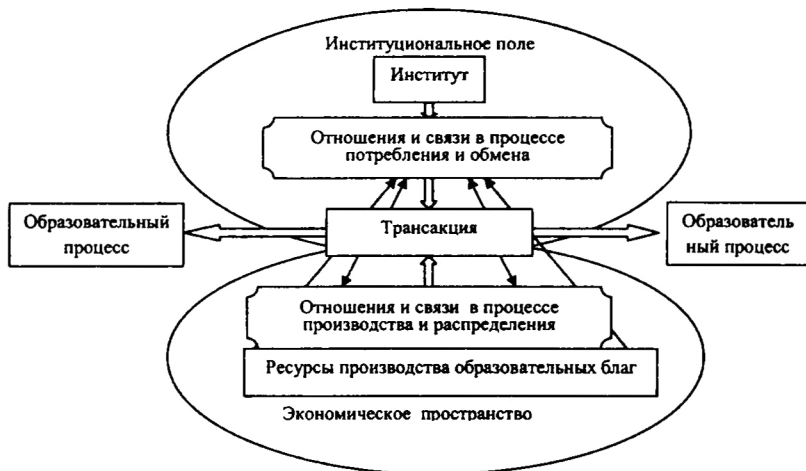 Институциональное поле
Институт
Отношения и связи в процессе
потребления и обмена
Образовательный
процесс
Трансакция
Образователь
ный процесс
Отношения и связи в процессе
производства и распределения
Ресурсы производства образовательных благ
Экономическое пространство